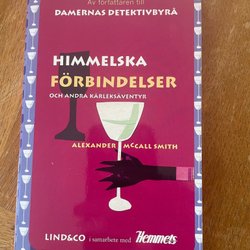 Av författaren till
DAMERNAS DETEKTIVBYRÅ
HIMMELSKA
FÖRBINDELSER
OCH ANDRA KÄRLEKSÄVENTYR
ALEXANDER McCALL SMITH
LIND&CO i samarbete med Hemmets